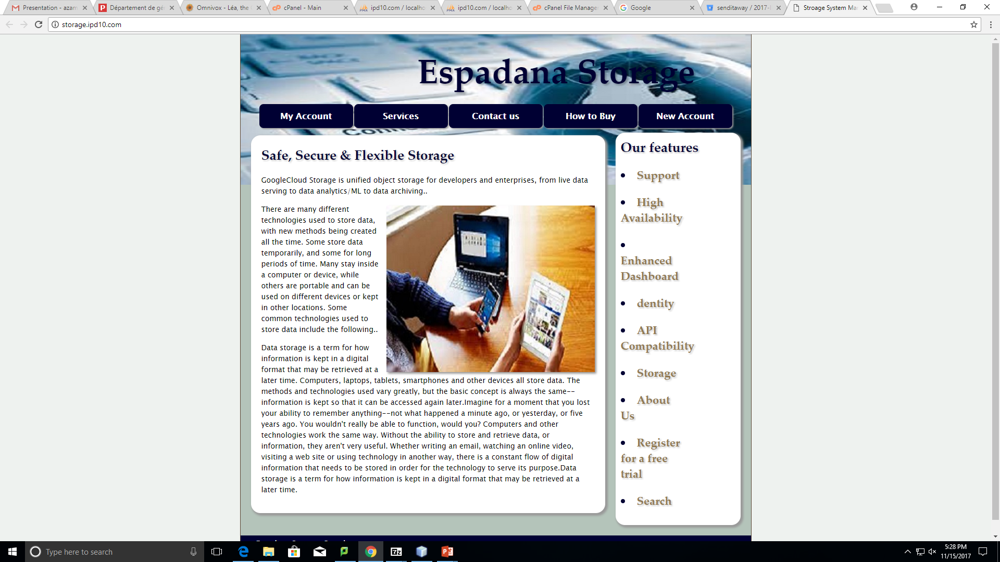 Presentation - azam
Département de gé
Omnivox - Léa, the
cPanel - Main
ipd10.com / localho
ipd10.com / localho
cPanel File Manage
Google
senditaway / 2017-
Stroage System Ma
storage.ipd10.com
Espadana Storage
My Account
Services
Contact us
How to Buy
New Account
Safe, Secure & Flexible Storage
GoogleCloud Storage is unified object storage for developers and enterprises, from live data
serving to data analytics/ML to data archiving..
There are many different
technologies used to store data,
with new methods being created
all the time. Some store data
temporarily, and some for long
periods of time. Many stay inside
a computer or device, while
others are portable and can be
used on different devices or kept
in other locations. Some
common technologies used to
store data include the following..
Data storage is a term for how
information is kept in a digital
format that may be retrieved at a
later time. Computers, laptops, tablets, smartphones and other devices all store data. The
methods and technologies used vary greatly, but the basic concept is always the same--
information is kept so that it can be accessed again later.Imagine for a moment that you lost
your ability to remember anything--not what happened a minute ago, or yesterday, or five
years ago. You wouldn't really be able to function, would you? Computers and other
technologies work the same way. Without the ability to store and retrieve data, or
information, they aren't very useful. Whether writing an email, watching an online video,
visiting a web site or using technology in another way, there is a constant flow of digital
information that needs to be stored in order for the technology to serve its purpose.Data
storage is a term for how information is kept in a digital format that may be retrieved at a
later time.
Our features
Support
High
Availability
Enhanced
Dashboard
dentity
API
Compatibility
Storage
About
Us
Register
for a free
trial
Search
Type here to search
5:28 PM
11/15/2017